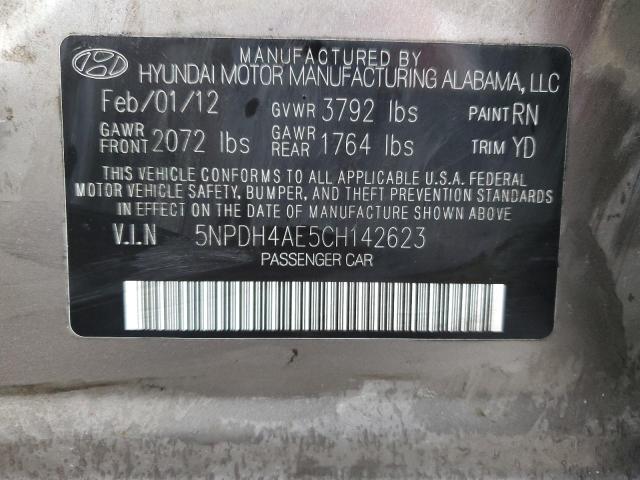 MANUFACTURED BY
HYUNDAI MOTOR MANUFACTURING ALABAMA, LLC
Feb/01/12 GVWR 3792 lbs PAINT RN
GAWR FRONT 2072 lbs GAWR REAR 1764 lbs TRIM YD
THIS VEHICLE CONFORMS TO ALL APPLICABLE U.S.A. FEDERAL
MOTOR VEHICLE SAFETY, BUMPER, AND THEFT PREVENTION STANDARDS
IN EFFECT ON THE DATE OF MANUFACTURE SHOWN ABOVE
V.I.N 5NPDH4AE5CH142623
PASSENGER CAR